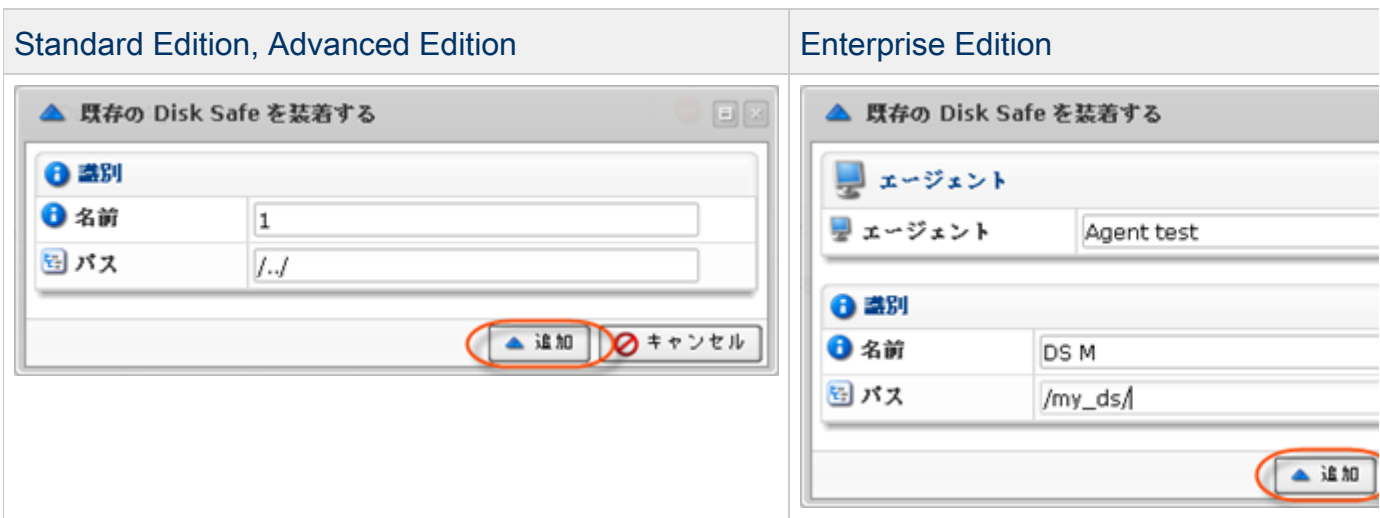 Standard Edition, Advanced Edition
既存の Disk Safe を装着する
識別
名前
1
パス
/../
追加
キャンセル
Enterprise Edition
既存の Disk Safe を装着する
エージェント
エージェント
Agent test
識別
名前
DS M
パス
/my_ds/
追加